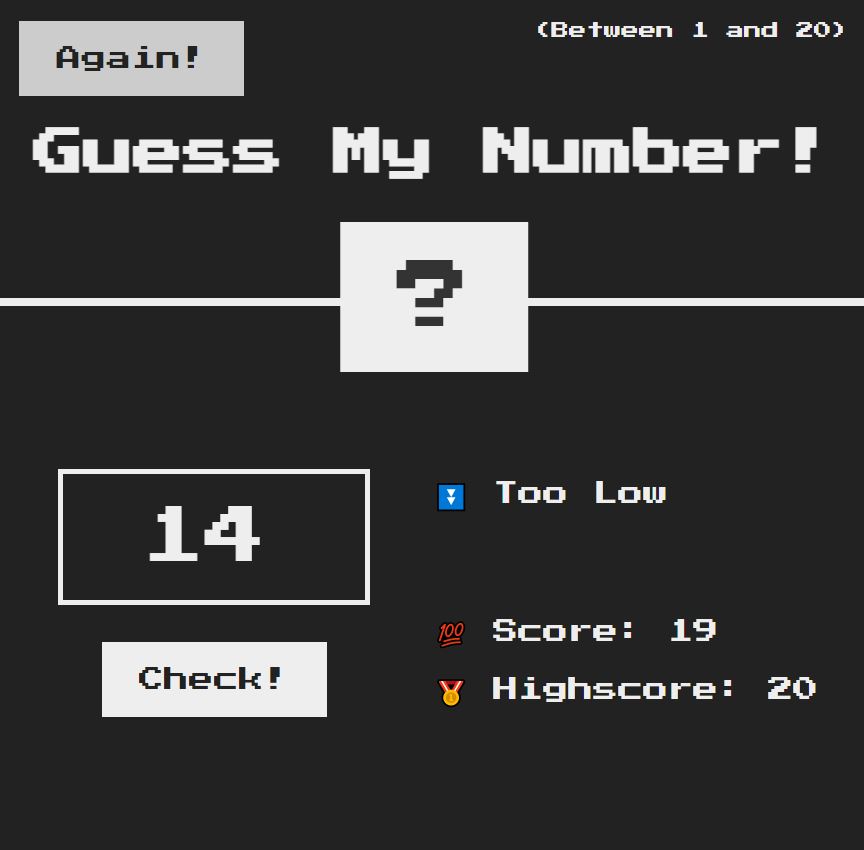 Again!
(Between 1 and 20)
Guess My Number!
?
14
Check!
⏬ Too Low
💯 Score: 19
🥇 Highscore: 20